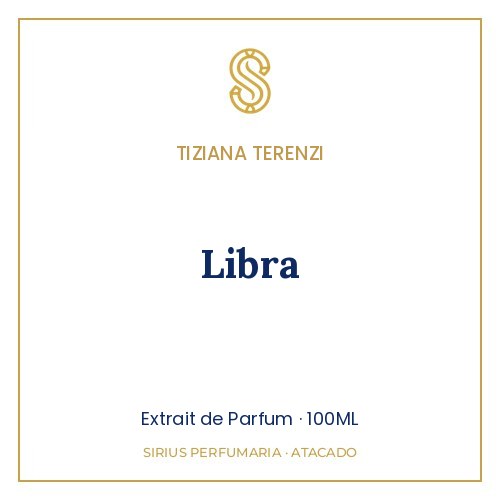 TIZIANA TERENZI
Libra
Extrait de Parfum · 100ML
SIRIUS PERFUMARIA · ATACADO